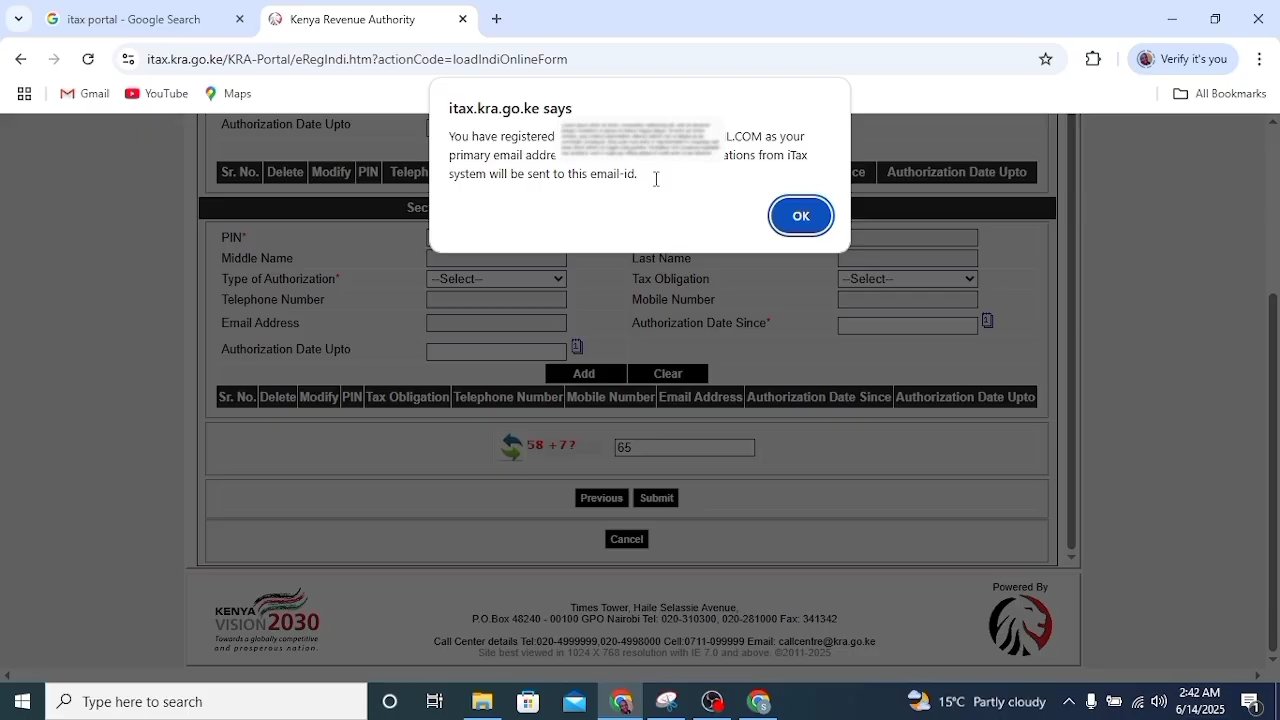 itax portal - Google Search
Kenya Revenue Authority
itax.kra.go.ke/KRA-Portal/eRegIndi.htm?actionCode=loadIndiOnlineForm
Verify it's you
Gmail
YouTube
Maps
All Bookmarks
itax.kra.go.ke says
You have registered L.COM as your
primary email addre ations from iTax
system will be sent to this email-id.
OK
Authorization Date Upto
Sr. No. Delete Modify PIN Teleph ce Authorization Date Upto
Sec
PIN*
Middle Name Last Name
Type of Authorization* --Select-- Tax Obligation --Select--
Telephone Number Mobile Number
Email Address Authorization Date Since*
Authorization Date Upto
Add Clear
Sr. No. Delete Modify PIN Tax Obligation Telephone Number Mobile Number Email Address Authorization Date Since Authorization Date Upto
58 +7? 65
Previous Submit
Cancel
KENYA
VISION 2030
Towards a globally competitive
and prosperous nation.
Times Tower, Haile Selassie Avenue,
P.O.Box 48240 - 00100 GPO Nairobi Tel: 020-310300, 020-281000 Fax: 341342
Call Center details Tel:020-4999999,020-4998000 Cell:0711-099999 Email: callcentre@kra.go.ke
Site best viewed in 1024 X 768 resolution with IE 7.0 and above. ©2011-2025
Powered By
Type here to search
15°C Partly cloudy
2:42 AM
6/14/2025
1